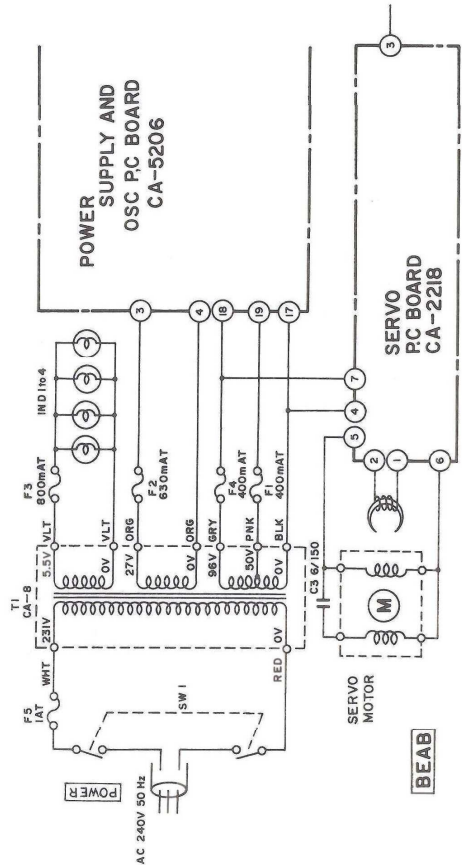 POWER
SUPPLY AND
OSC P,C BOARD
CA-5206
3
4
18
19
17
IND 1 to 4
F3
800mAT
F2
630mAT
F4
400mAT
F1
400mAT
VLT
VLT
ORG
ORG
GRY
PNK
BLK
T1
CA-8
5.5V
0V
27V
0V
96V
50V
0V
231V
0V
WHT
RED
F5
1AT
SW1
POWER
AC 240V 50 Hz
C3 6/150
SERVO
MOTOR
M
BEAB
5
4
7
2
1
6
SERVO
P.C BOARD
CA-2218
3